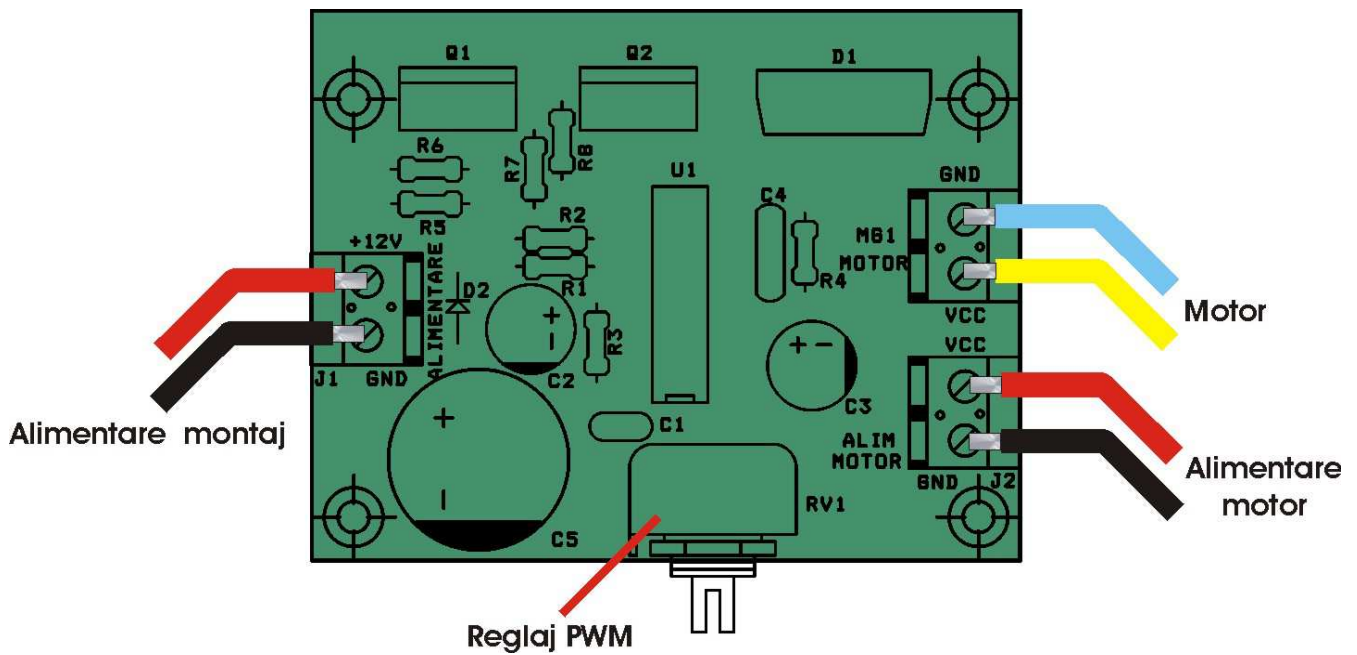 Q1
Q2
D1
R6
R7
R8
U1
GND
C4
R5
R2
MG1
MOTOR
+12V
ALIMENTARE
D2
R1
R4
R3
VCC
Motor
VCC
J1
GND
C2
C3
Alimentare montaj
C1
ALIM
MOTOR
Alimentare
motor
GND
J2
RV1
C5
Reglaj PWM